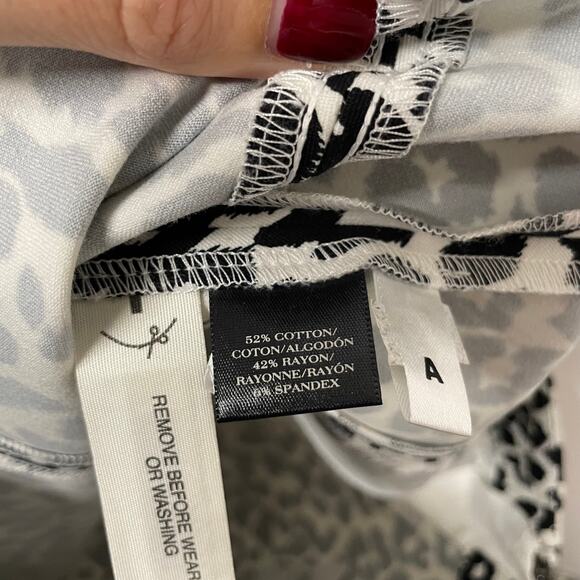 52% COTTON/
COTON/ALGODÓN
42% RAYON/
RAYONNE/RAYÓN
6% SPANDEX
A
REMOVE BEFORE WEAR
OR WASHING